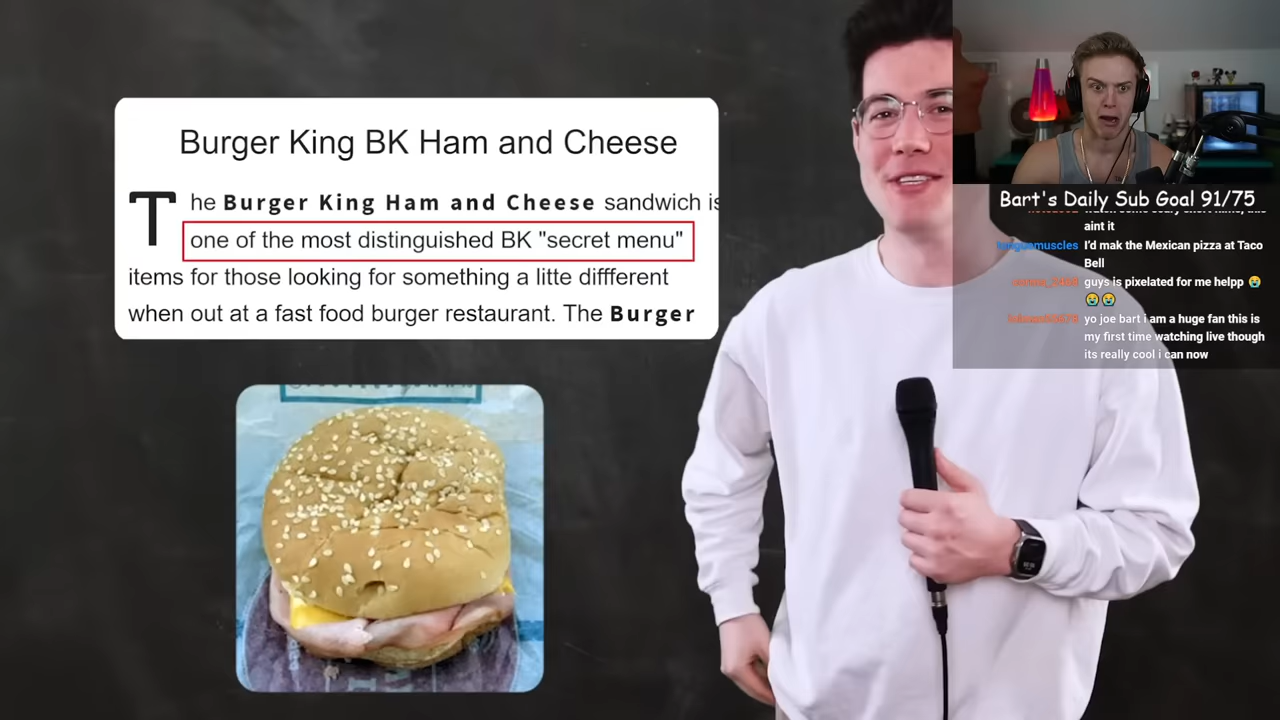 Burger King BK Ham and Cheese
The Burger King Ham and Cheese sandwich is
one of the most distinguished BK "secret menu"
items for those looking for something a litte diffferent
when out at a fast food burger restaurant. The Burger
Bart's Daily Sub Goal 91/75
aint it
I'd mak the Mexican pizza at Taco
Bell
guys is pixelated for me helpp 😭
😭😭
yo joe bart i am a huge fan this is
my first time watching live though
its really cool i can now